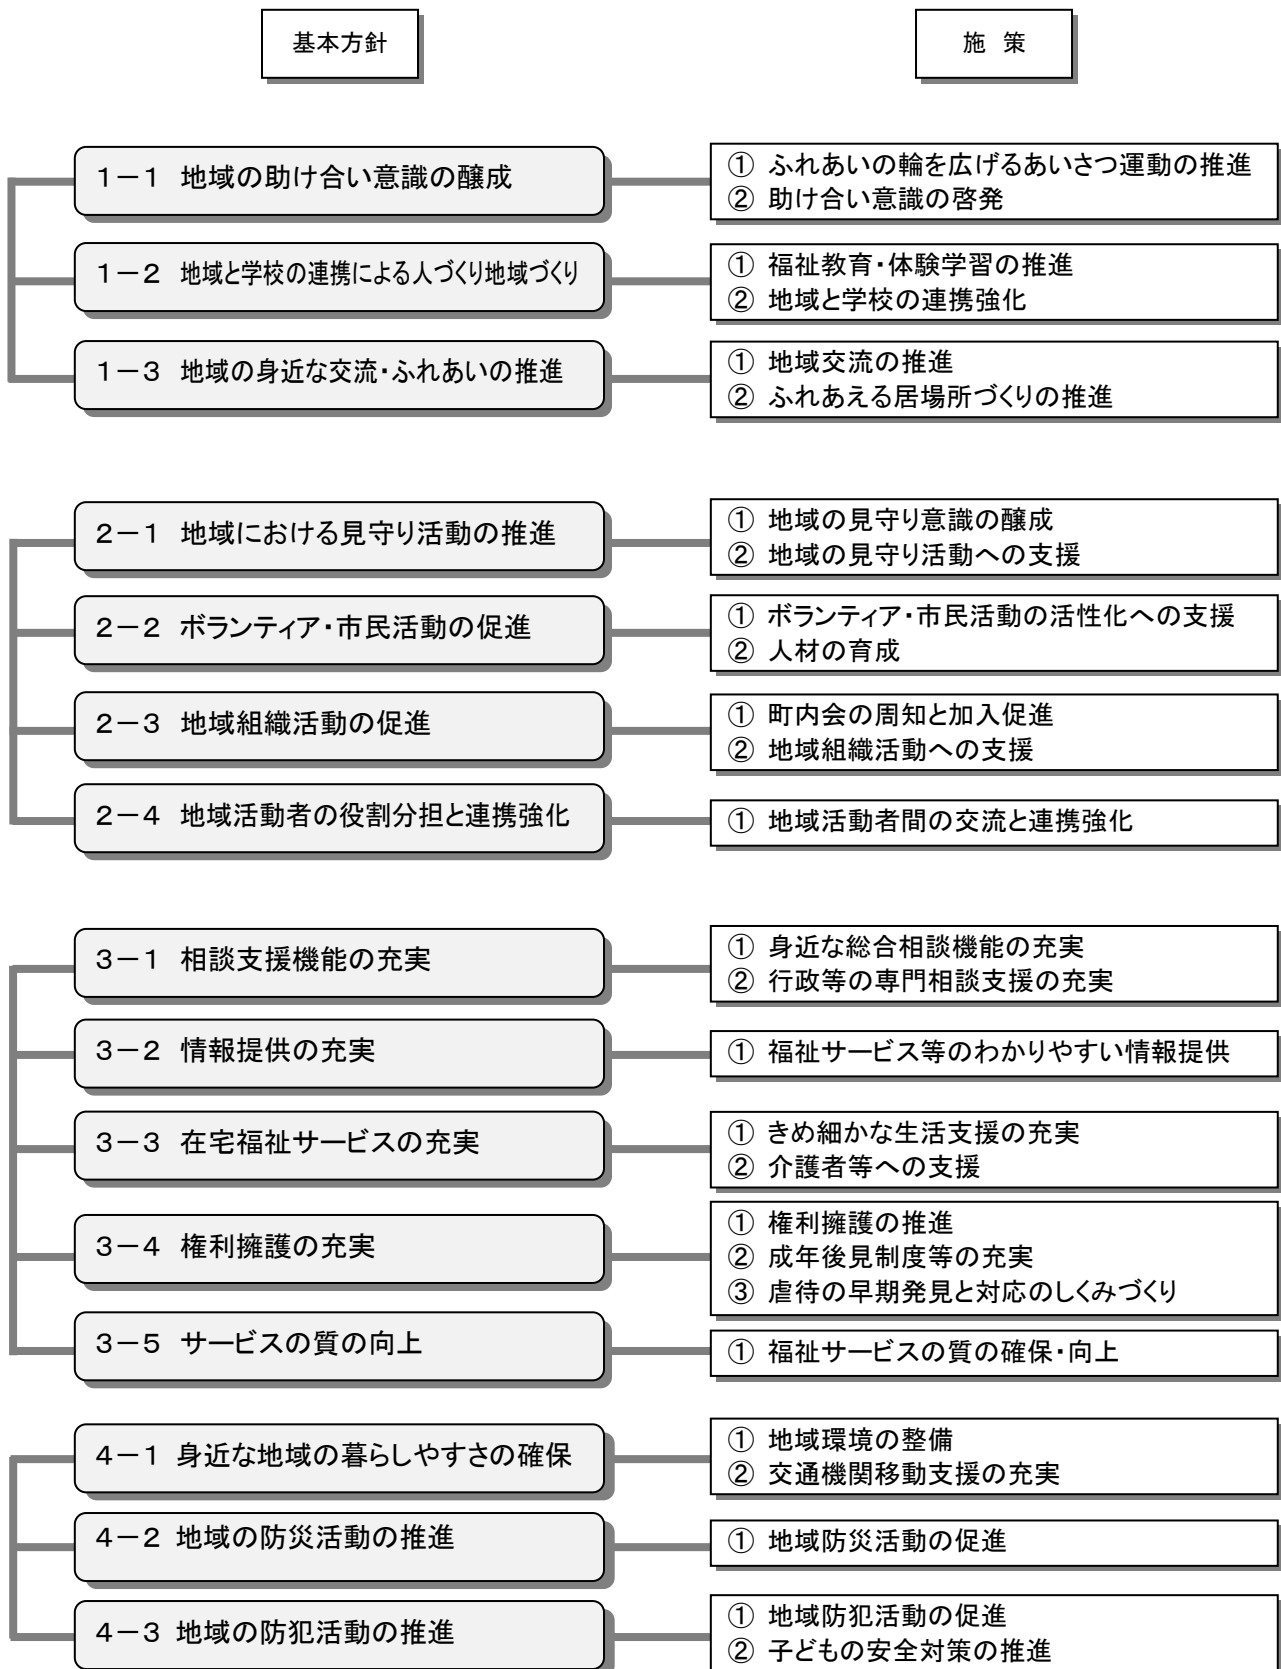 基本方針
施 策
1－1 地域の助け合い意識の醸成
① ふれあいの輪を広げるあいさつ運動の推進
② 助け合い意識の啓発
1－2 地域と学校の連携による人づくり地域づくり
① 福祉教育・体験学習の推進
② 地域と学校の連携強化
1－3 地域の身近な交流・ふれあいの推進
① 地域交流の推進
② ふれあえる居場所づくりの推進
2－1 地域における見守り活動の推進
① 地域の見守り意識の醸成
② 地域の見守り活動への支援
2－2 ボランティア・市民活動の促進
① ボランティア・市民活動の活性化への支援
② 人材の育成
2－3 地域組織活動の促進
① 町内会の周知と加入促進
② 地域組織活動への支援
2－4 地域活動者の役割分担と連携強化
① 地域活動者間の交流と連携強化
3－1 相談支援機能の充実
① 身近な総合相談機能の充実
② 行政等の専門相談支援の充実
3－2 情報提供の充実
① 福祉サービス等のわかりやすい情報提供
3－3 在宅福祉サービスの充実
① きめ細かな生活支援の充実
② 介護者等への支援
3－4 権利擁護の充実
① 権利擁護の推進
② 成年後見制度等の充実
③ 虐待の早期発見と対応のしくみづくり
3－5 サービスの質の向上
① 福祉サービスの質の確保・向上
4－1 身近な地域の暮らしやすさの確保
① 地域環境の整備
② 交通機関移動支援の充実
4－2 地域の防災活動の推進
① 地域防災活動の促進
4－3 地域の防犯活動の推進
① 地域防犯活動の促進
② 子どもの安全対策の推進